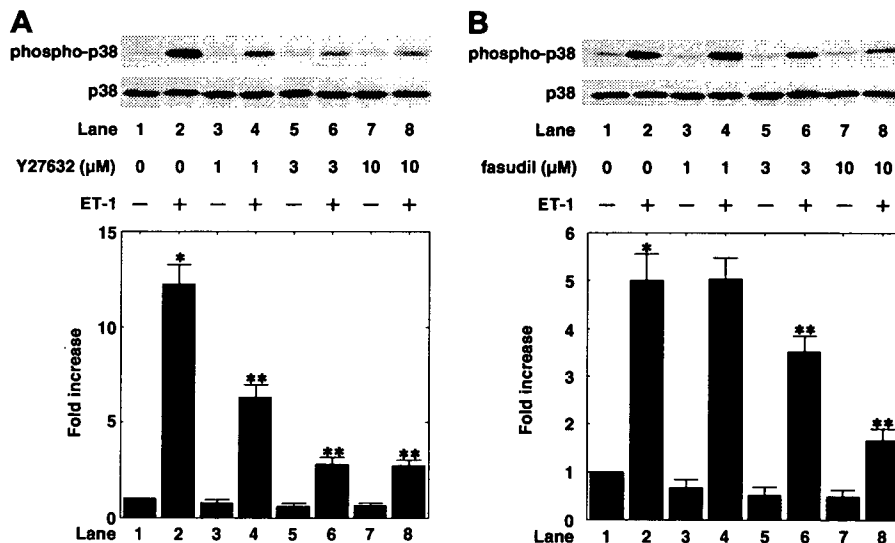 A
phospho-p38
p38
Lane 1 2 3 4 5 6 7 8
Y27632 (μM) 0 0 1 1 3 3 10 10
ET-1 − + − + − + − +
Fold increase
15
10
5
0
*
**
**
**
Lane 1 2 3 4 5 6 7 8
B
phospho-p38
p38
Lane 1 2 3 4 5 6 7 8
fasudil (μM) 0 0 1 1 3 3 10 10
ET-1 − + − + − + − +
Fold increase
6
5
4
3
2
1
0
*
**
**
Lane 1 2 3 4 5 6 7 8